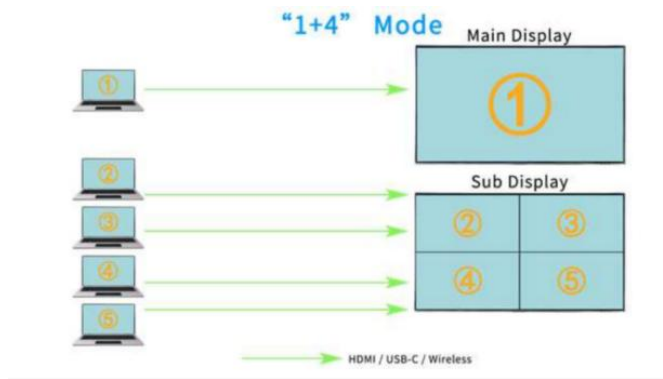 “1+4” Mode
Main Display
①
①
Sub Display
②
③
④
⑤
② ③
④ ⑤
HDMI / USB-C / Wireless